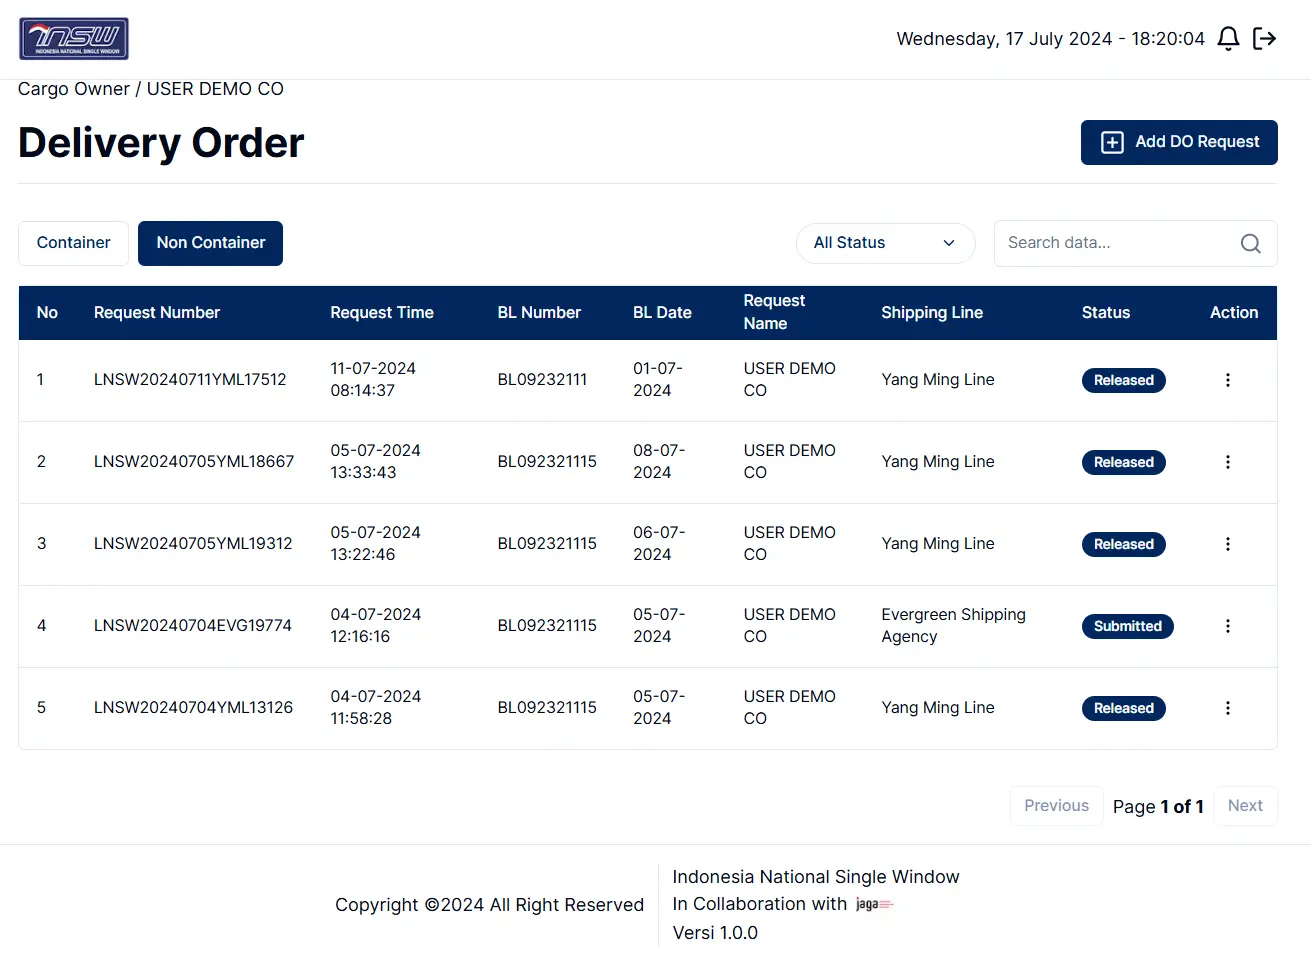 INSW
INDONESIA NATIONAL SINGLE WINDOW
Wednesday, 17 July 2024 - 18:20:04
Cargo Owner / USER DEMO CO
Delivery Order
Add DO Request
Container
Non Container
All Status
Search data...
No Request Number Request Time BL Number BL Date Request Name Shipping Line Status Action
1 LNSW20240711YML17512 11-07-2024 08:14:37 BL09232111 01-07-2024 USER DEMO CO Yang Ming Line Released
2 LNSW20240705YML18667 05-07-2024 13:33:43 BL092321115 08-07-2024 USER DEMO CO Yang Ming Line Released
3 LNSW20240705YML19312 05-07-2024 13:22:46 BL092321115 06-07-2024 USER DEMO CO Yang Ming Line Released
4 LNSW20240704EVG19774 04-07-2024 12:16:16 BL092321115 05-07-2024 USER DEMO CO Evergreen Shipping Agency Submitted
5 LNSW20240704YML13126 04-07-2024 11:58:28 BL092321115 05-07-2024 USER DEMO CO Yang Ming Line Released
Previous
Page 1 of 1
Next
Copyright ©2024 All Right Reserved
Indonesia National Single Window
In Collaboration with jaga
Versi 1.0.0